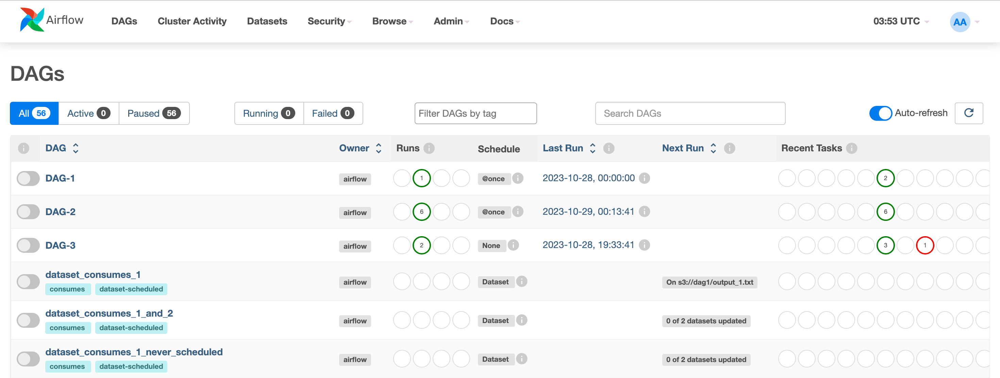 Airflow DAGs Cluster Activity Datasets Security Browse Admin Docs 03:53 UTC AA
DAGs
All 56 Active 0 Paused 56 Running 0 Failed 0 Filter DAGs by tag Search DAGs Auto-refresh
i DAG Owner Runs i Schedule Last Run i Next Run i Recent Tasks i
DAG-1 airflow 1 @once i 2023-10-28, 00:00:00 i 2
DAG-2 airflow 6 @once i 2023-10-29, 00:13:41 i 6
DAG-3 airflow 2 None i 2023-10-28, 19:33:41 i 3 1
dataset_consumes_1
consumes dataset-scheduled airflow Dataset i On s3://dag1/output_1.txt
dataset_consumes_1_and_2
consumes dataset-scheduled airflow Dataset i 0 of 2 datasets updated
dataset_consumes_1_never_scheduled
consumes dataset-scheduled airflow Dataset i 0 of 2 datasets updated